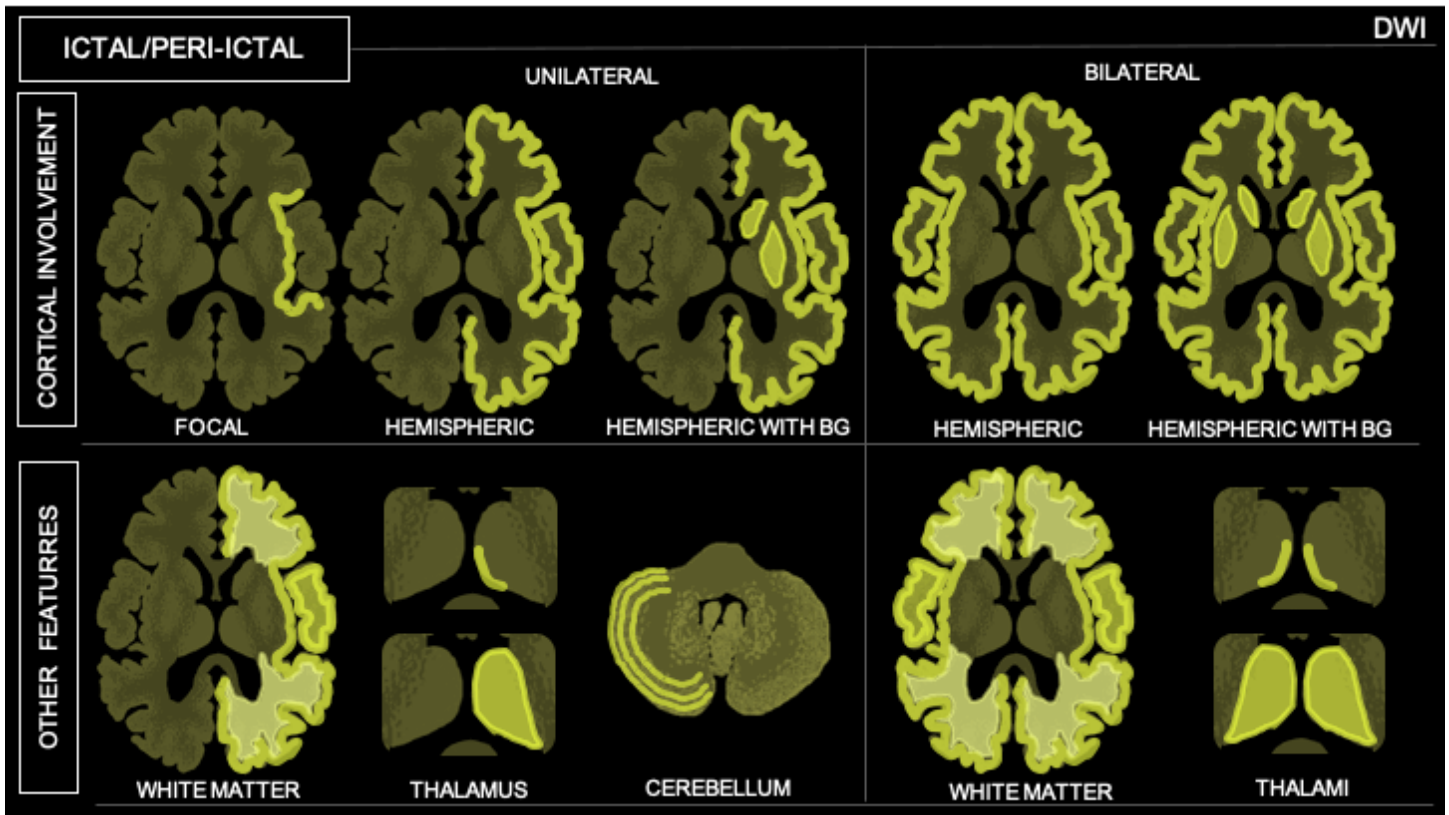 ICTAL/PERI-ICTAL
DWI
UNILATERAL
BILATERAL
CORTICAL INVOLVEMENT
FOCAL
HEMISPHERIC
HEMISPHERIC WITH BG
HEMISPHERIC
HEMISPHERIC WITH BG
OTHER FEATURRES
WHITE MATTER
THALAMUS
CEREBELLUM
WHITE MATTER
THALAMI